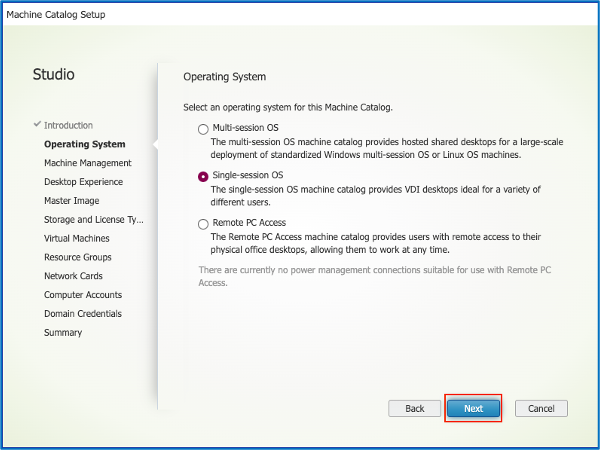 Machine Catalog Setup
Studio
Introduction
Operating System
Machine Management
Desktop Experience
Master Image
Storage and License Ty...
Virtual Machines
Resource Groups
Network Cards
Computer Accounts
Domain Credentials
Summary
Operating System
Select an operating system for this Machine Catalog.
Multi-session OS
The multi-session OS machine catalog provides hosted shared desktops for a large-scale
deployment of standardized Windows multi-session OS or Linux OS machines.
Single-session OS
The single-session OS machine catalog provides VDI desktops ideal for a variety of
different users.
Remote PC Access
The Remote PC Access machine catalog provides users with remote access to their
physical office desktops, allowing them to work at any time.
There are currently no power management connections suitable for use with Remote PC
Access.
Back
Next
Cancel